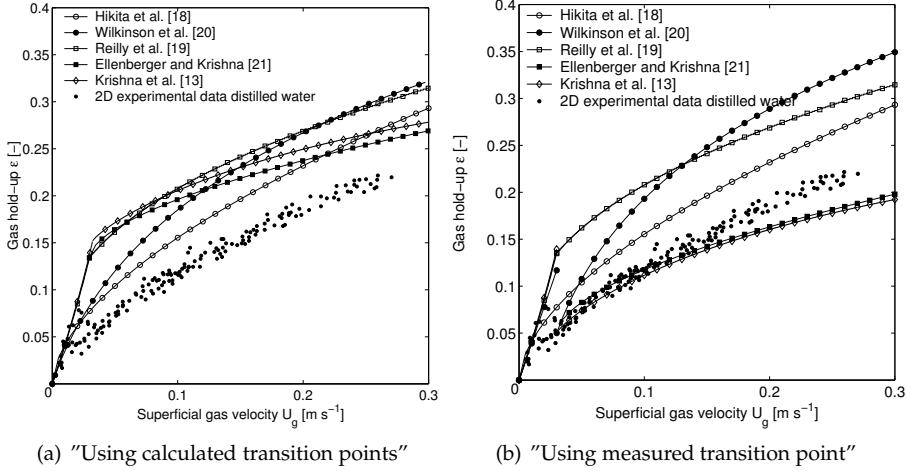 0.4
0.35
0.3
0.25
0.2
0.15
0.1
0.05
0
0
0.1
0.2
0.3
Gas hold−up ε [−]
Superficial gas velocity U_g [m s⁻¹]
Hikita et al. [18]
Wilkinson et al. [20]
Reilly et al. [19]
Ellenberger and Krishna [21]
Krishna et al. [13]
2D experimental data distilled water
(a) ”Using calculated transition points”
0.4
0.35
0.3
0.25
0.2
0.15
0.1
0.05
0
0
0.1
0.2
0.3
Gas hold−up ε [−]
Superficial gas velocity U_g [m s⁻¹]
Hikita et al. [18]
Wilkinson et al. [20]
Reilly et al. [19]
Ellenberger and Krishna [21]
Krishna et al. [13]
2D experimental data distilled water
(b) ”Using measured transition point”